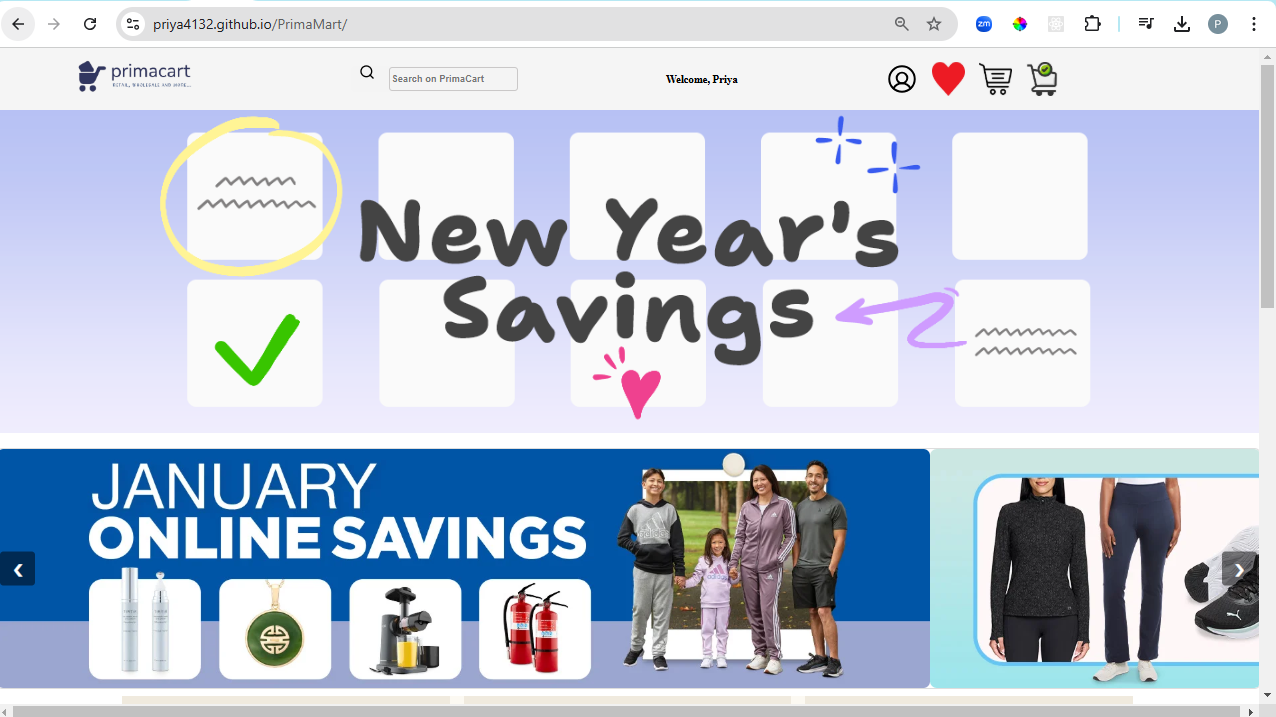 priya4132.github.io/PrimaMart/
zm
P
primacart
RETAIL, WHOLESALE AND MORE...
Search on PrimaCart
Welcome, Priya
New Year's
Savings
JANUARY
ONLINE SAVINGS